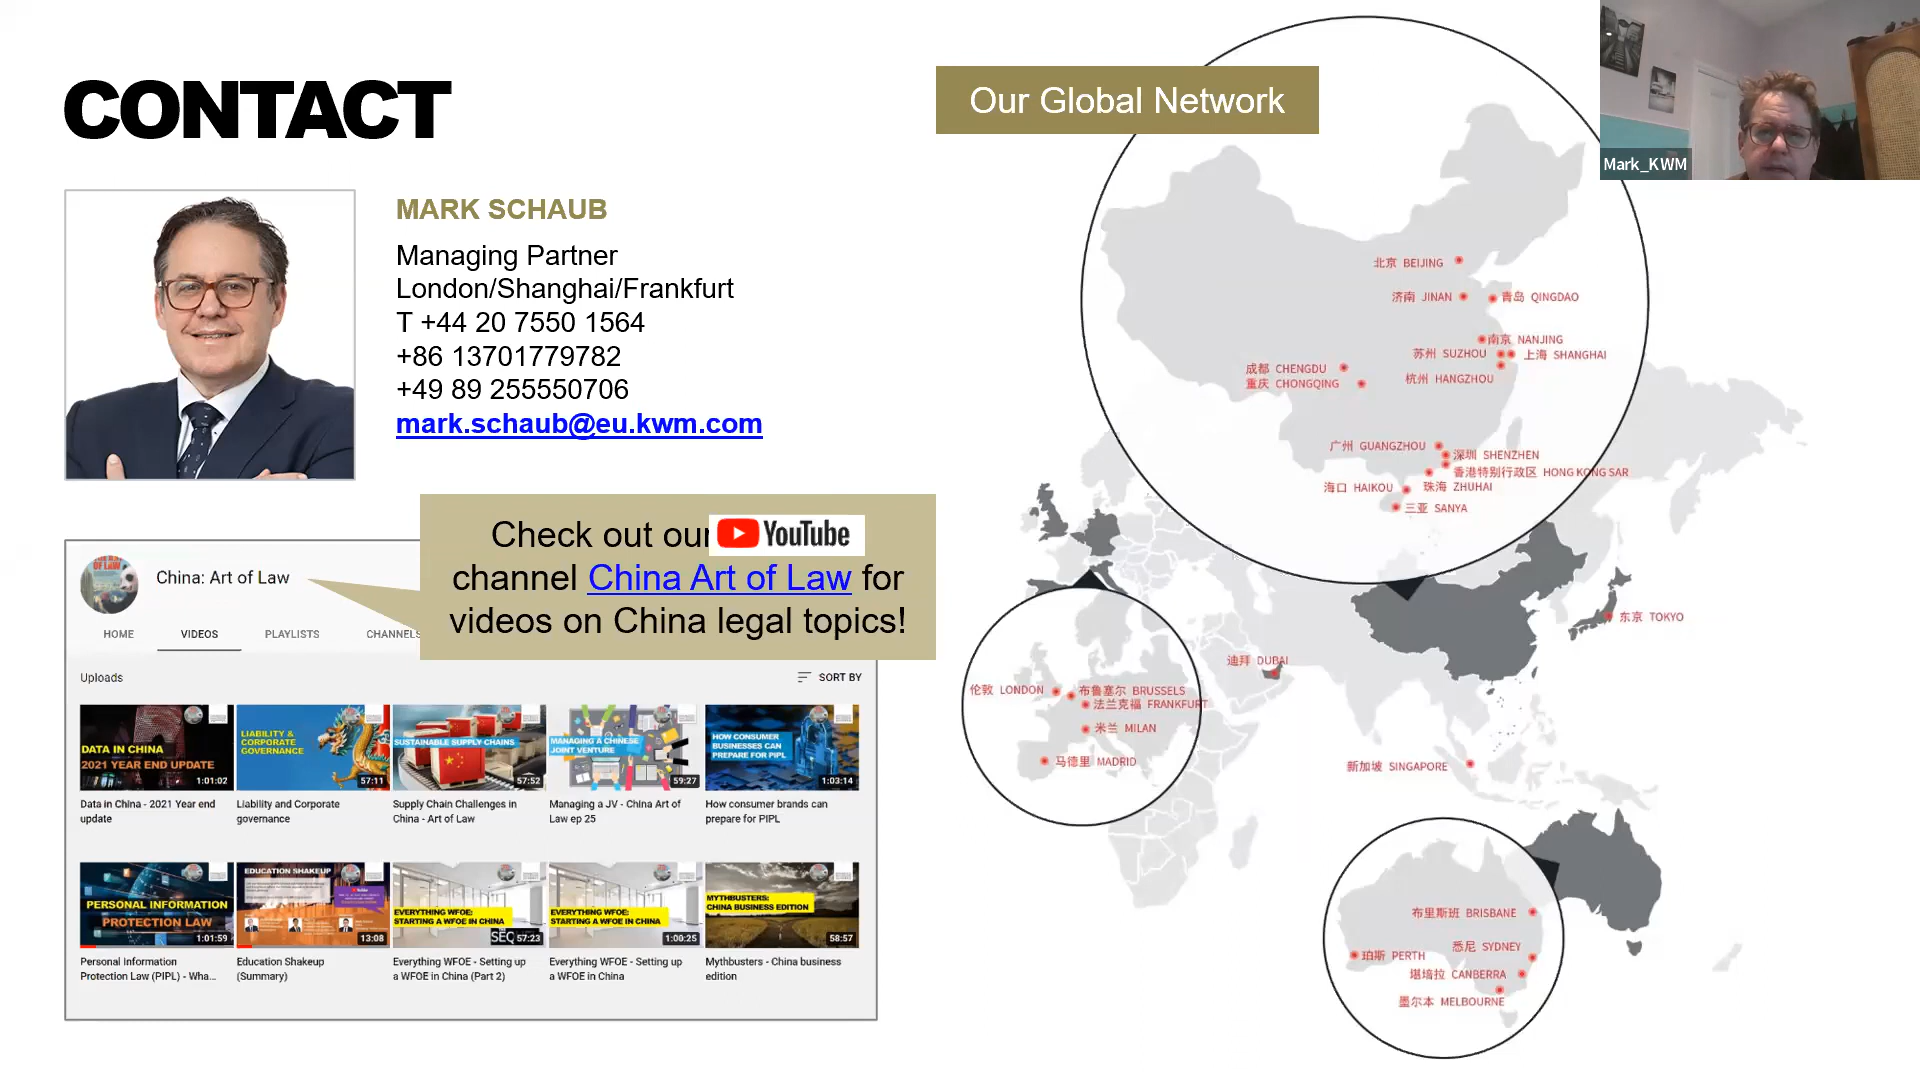 CONTACT
MARK SCHAUB
Managing Partner
London/Shanghai/Frankfurt
T +44 20 7550 1564
+86 13701779782
+49 89 255550706
mark.schaub@eu.kwm.com
Check out our YouTube
channel China Art of Law for
videos on China legal topics!
China: Art of Law
HOME VIDEOS PLAYLISTS CHANNELS
Uploads
SORT BY
DATA IN CHINA
2021 YEAR END UPDATE
1:01:02
LIABILITY &
CORPORATE
GOVERNANCE
57:11
SUSTAINABLE SUPPLY CHAINS
57:52
MANAGING A CHINESE
JOINT VENTURE
59:27
HOW CONSUMER
BUSINESSES CAN
PREPARE FOR PIPL
1:03:14
Data in China - 2021 Year end
update
Liability and Corporate
governance
Supply Chain Challenges in
China - Art of Law
Managing a JV - China Art of
Law ep 25
How consumer brands can
prepare for PIPL
PERSONAL INFORMATION
PROTECTION LAW
1:01:59
EDUCATION SHAKEUP
13:08
EVERYTHING WFOE:
STARTING A WFOE IN CHINA
SEQ
57:23
EVERYTHING WFOE:
STARTING A WFOE IN CHINA
1:00:25
MYTHBUSTERS:
CHINA BUSINESS EDITION
58:57
Personal Information
Protection Law (PIPL) - Wha...
Education Shakeup
(Summary)
Everything WFOE - Setting up
a WFOE in China (Part 2)
Everything WFOE - Setting up
a WFOE in China
Mythbusters - China business
edition
Our Global Network
Mark_KWM
北京 BEIJING
济南 JINAN
青岛 QINGDAO
南京 NANJING
苏州 SUZHOU
上海 SHANGHAI
杭州 HANGZHOU
成都 CHENGDU
重庆 CHONGQING
广州 GUANGZHOU
深圳 SHENZHEN
香港特别行政区 HONG KONG SAR
海口 HAIKOU
珠海 ZHUHAI
三亚 SANYA
东京 TOKYO
迪拜 DUBAI
伦敦 LONDON
布鲁塞尔 BRUSSELS
法兰克福 FRANKFURT
米兰 MILAN
马德里 MADRID
新加坡 SINGAPORE
布里斯班 BRISBANE
悉尼 SYDNEY
珀斯 PERTH
堪培拉 CANBERRA
墨尔本 MELBOURNE